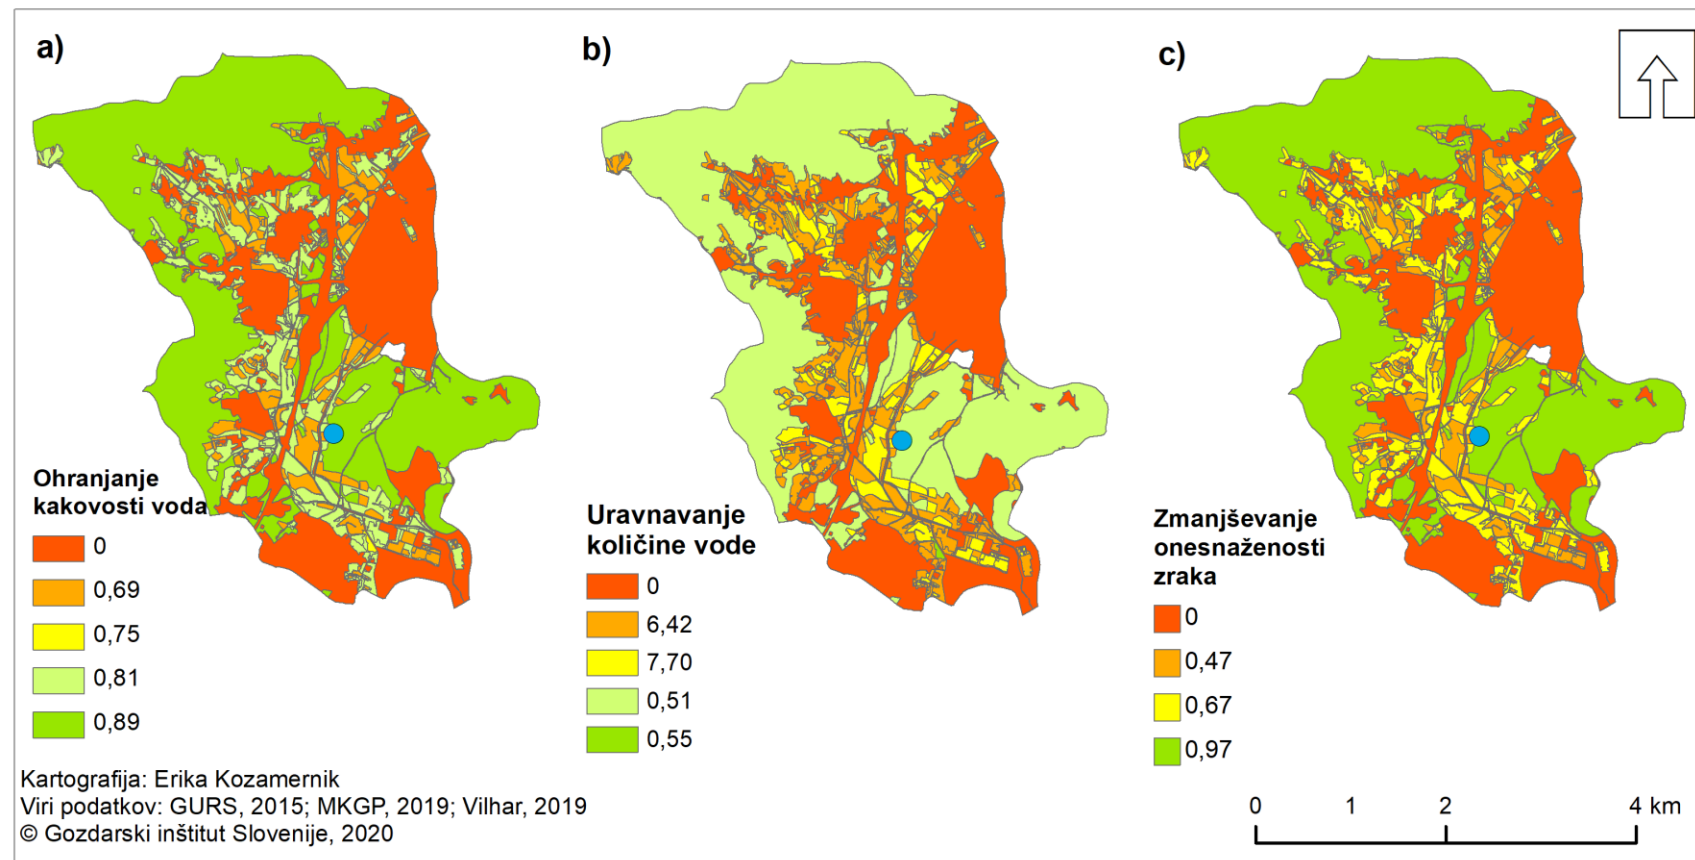 a)
b)
c)
Ohranjanje
kakovosti voda
0
0,69
0,75
0,81
0,89
Uravnavanje
količine vode
0
6,42
7,70
0,51
0,55
Zmanjševanje
onesnaženosti
zraka
0
0,47
0,67
0,97
Kartografija: Erika Kozamernik
Viri podatkov: GURS, 2015; MKGP, 2019; Vilhar, 2019
© Gozdarski inštitut Slovenije, 2020
0 1 2 4 km